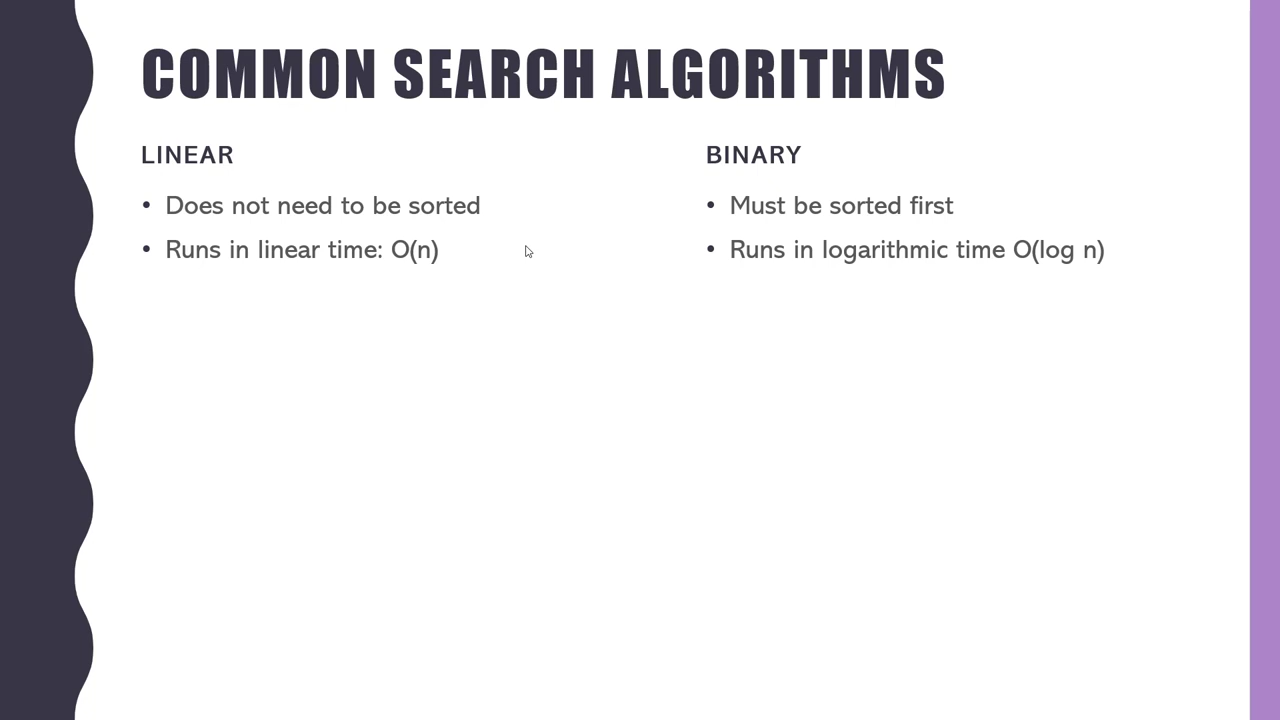 COMMON SEARCH ALGORITHMS
LINEAR
• Does not need to be sorted
• Runs in linear time: O(n)
BINARY
• Must be sorted first
• Runs in logarithmic time O(log n)